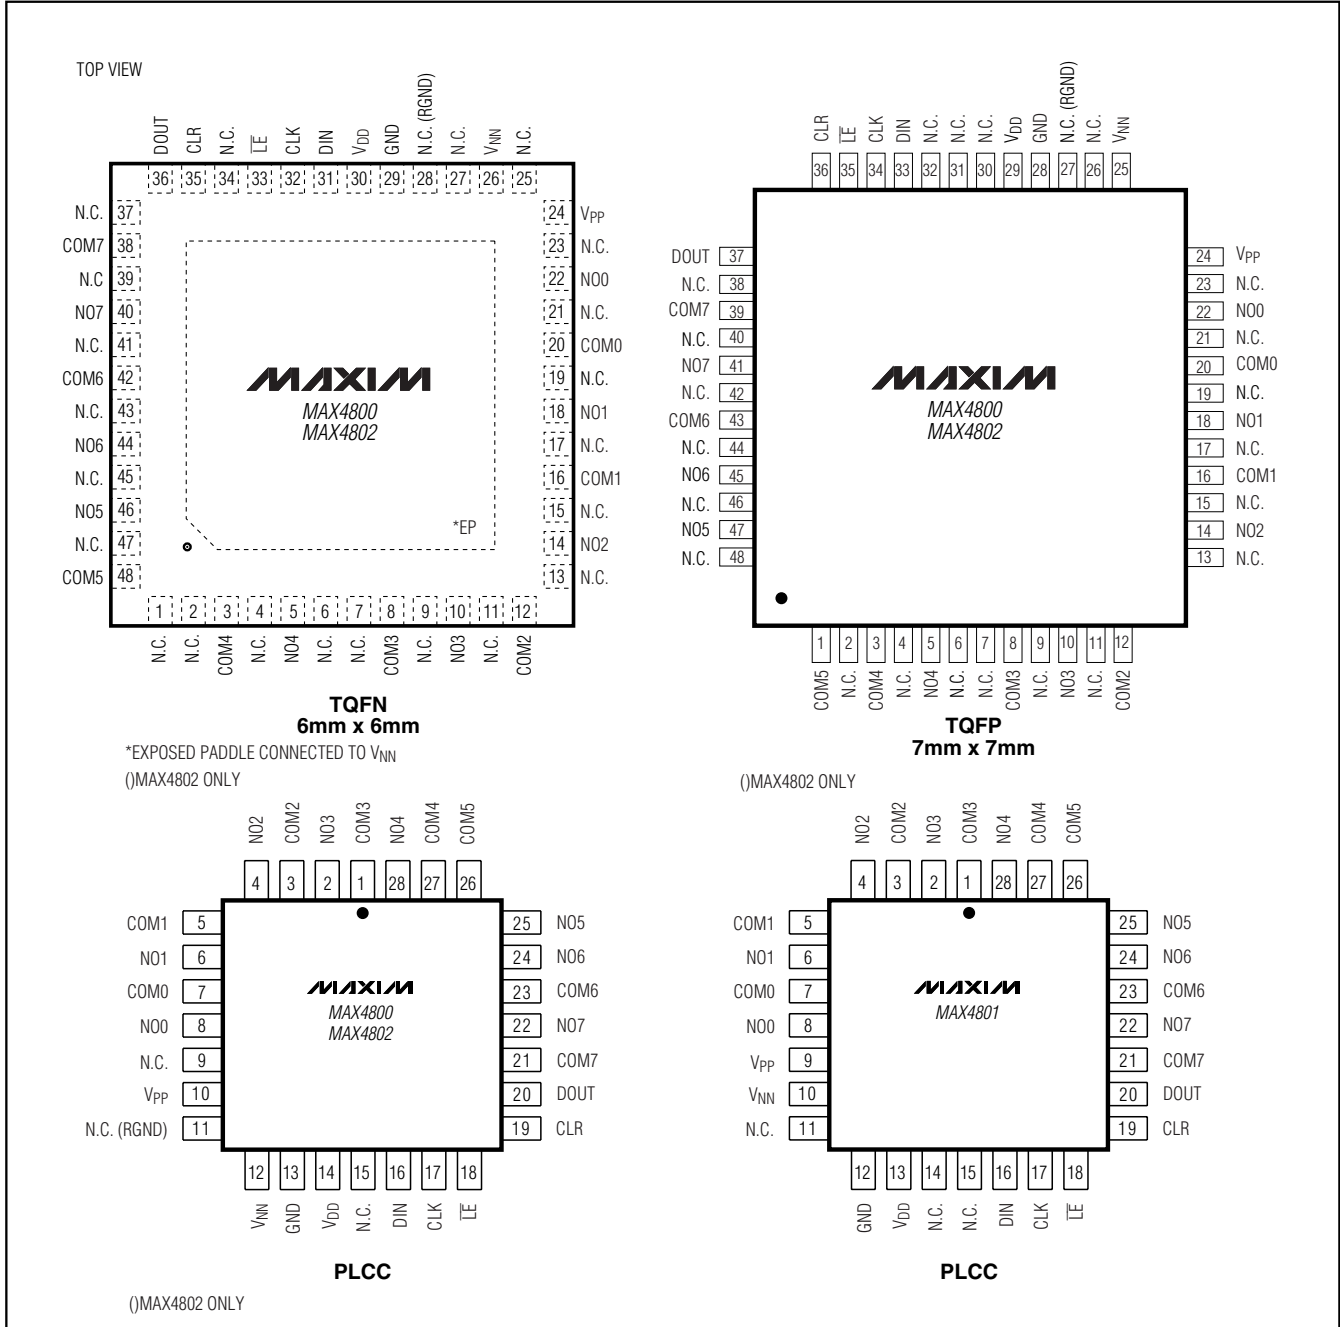 TOP VIEW
DOUT CLR N.C. LE CLK DIN VDD GND N.C. (RGND) N.C. VNN N.C.
36 35 34 33 32 31 30 29 28 27 26 25
N.C. 37
COM7 38
N.C 39
NO7 40
N.C. 41
COM6 42
N.C. 43
NO6 44
N.C. 45
NO5 46
N.C. 47
COM5 48
MAXIM
MAX4800
MAX4802
*EP
24 VPP
23 N.C.
22 NO0
21 N.C.
20 COM0
19 N.C.
18 NO1
17 N.C.
16 COM1
15 N.C.
14 NO2
13 N.C.
1 2 3 4 5 6 7 8 9 10 11 12
N.C. N.C. COM4 N.C. NO4 N.C. N.C. COM3 N.C. NO3 N.C. COM2
TQFN
6mm x 6mm
*EXPOSED PADDLE CONNECTED TO VNN
()MAX4802 ONLY
CLR LE CLK DIN N.C. N.C. N.C. VDD GND N.C. (RGND) N.C. VNN
36 35 34 33 32 31 30 29 28 27 26 25
DOUT 37
N.C. 38
COM7 39
N.C. 40
NO7 41
N.C. 42
COM6 43
N.C. 44
NO6 45
N.C. 46
NO5 47
N.C. 48
MAXIM
MAX4800
MAX4802
24 VPP
23 N.C.
22 NO0
21 N.C.
20 COM0
19 N.C.
18 NO1
17 N.C.
16 COM1
15 N.C.
14 NO2
13 N.C.
1 2 3 4 5 6 7 8 9 10 11 12
COM5 N.C. COM4 N.C. NO4 N.C. N.C. COM3 N.C. NO3 N.C. COM2
TQFP
7mm x 7mm
()MAX4802 ONLY
NO2 COM2 NO3 COM3 NO4 COM4 COM5
4 3 2 1 28 27 26
COM1 5
NO1 6
COM0 7
NO0 8
N.C. 9
VPP 10
N.C. (RGND) 11
MAXIM
MAX4800
MAX4802
25 NO5
24 NO6
23 COM6
22 NO7
21 COM7
20 DOUT
19 CLR
12 13 14 15 16 17 18
VNN GND VDD N.C. DIN CLK LE
PLCC
()MAX4802 ONLY
NO2 COM2 NO3 COM3 NO4 COM4 COM5
4 3 2 1 28 27 26
COM1 5
NO1 6
COM0 7
NO0 8
VPP 9
VNN 10
N.C. 11
MAXIM
MAX4801
25 NO5
24 NO6
23 COM6
22 NO7
21 COM7
20 DOUT
19 CLR
12 13 14 15 16 17 18
GND VDD N.C. N.C. DIN CLK LE
PLCC